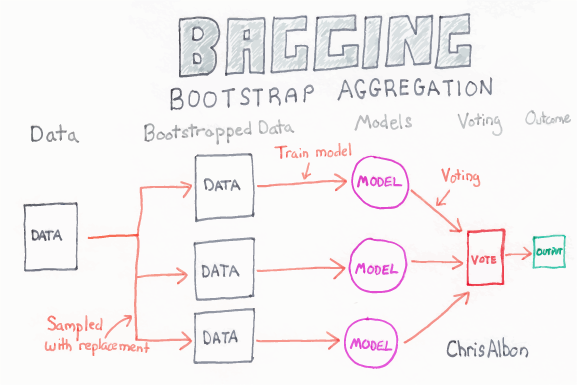 BAGGING
BOOTSTRAP AGGREGATION
Data Bootstrapped Data Models Voting Outcome
Train model
DATA MODEL Voting
DATA
DATA MODEL VOTE OUTPUT
Sampled
with replacement
DATA MODEL
ChrisAlbon